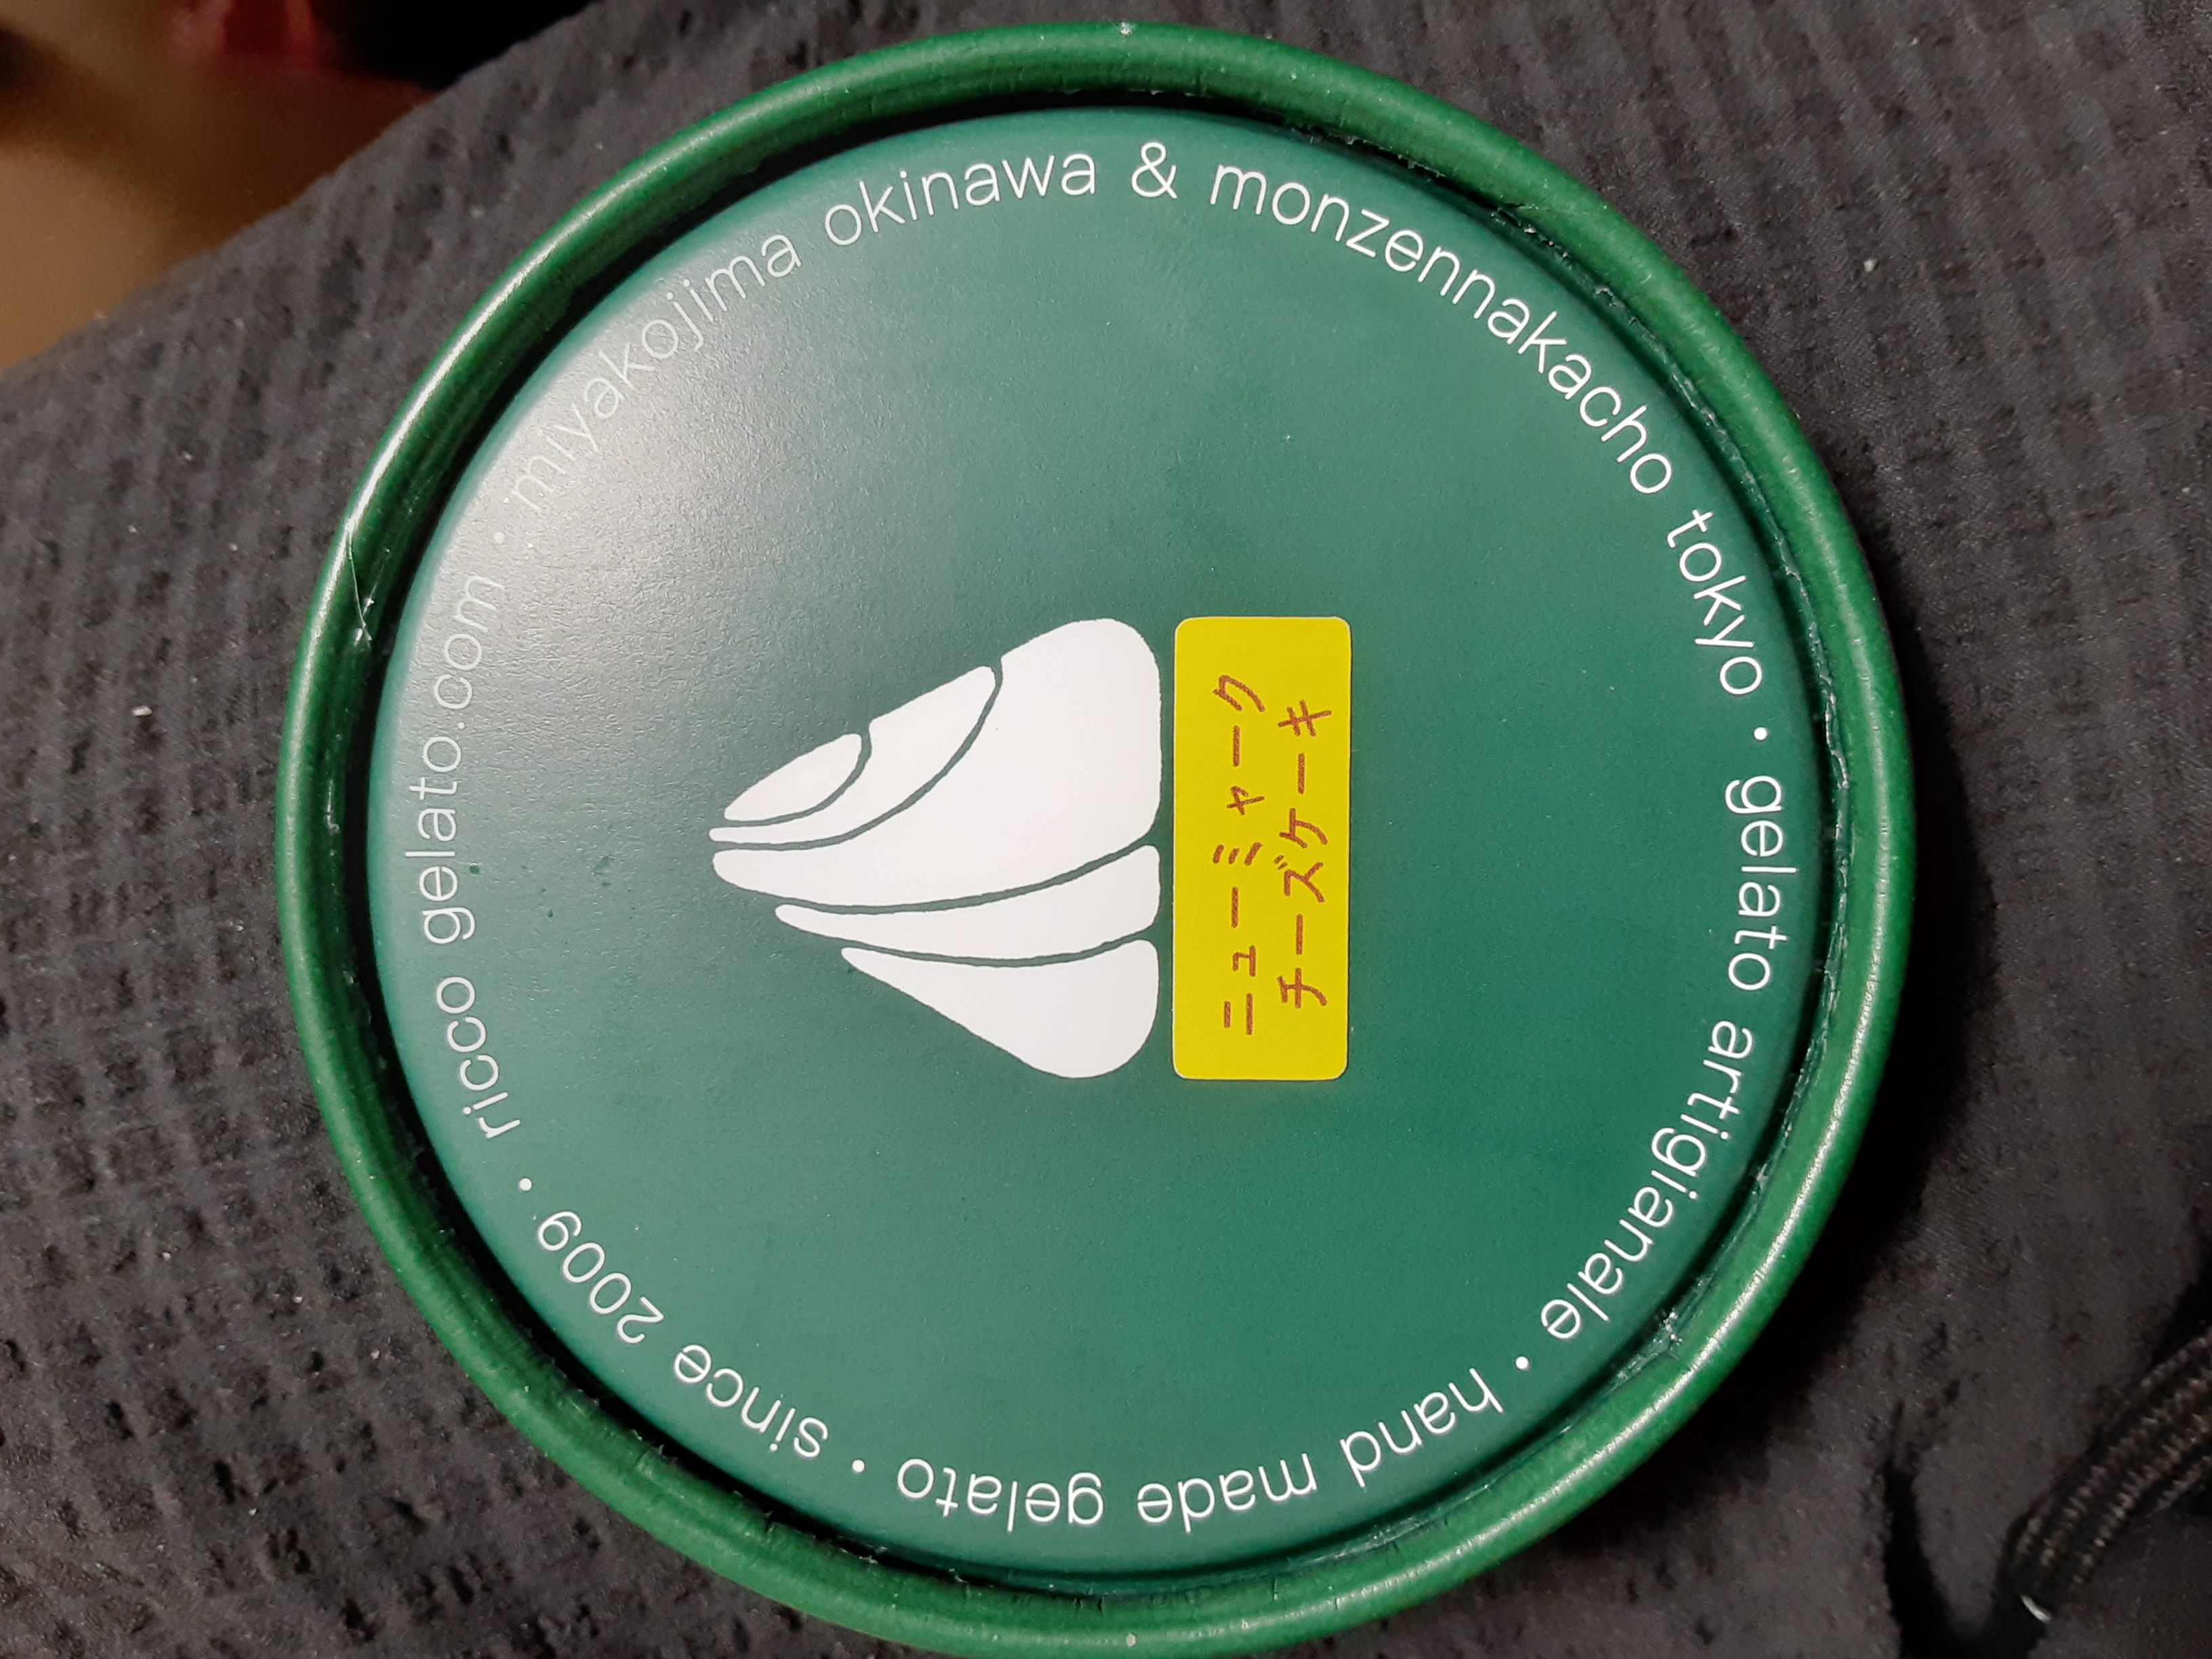 miyakojima okinawa & monzennakacho tokyo · gelato artigianale · hand made gelato · since 2009 · rico gelato.com ·
ニューミャーク
チーズケーキ